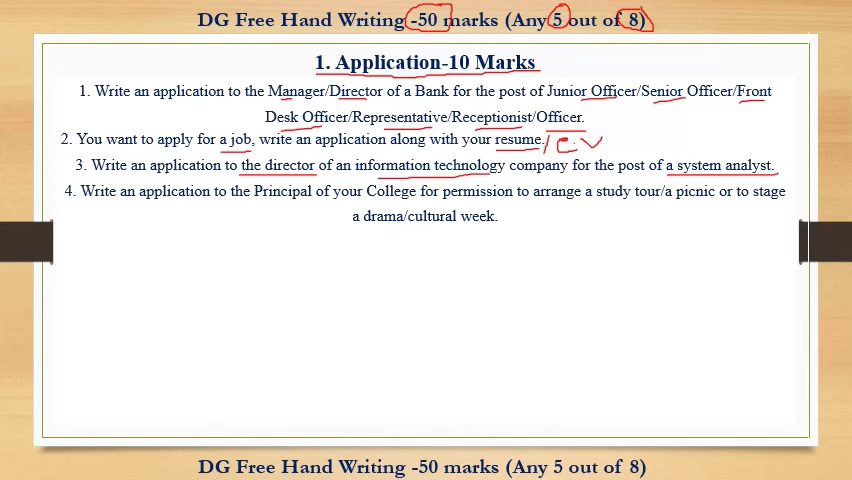 DG Free Hand Writing -50 marks (Any 5 out of 8)
1. Application-10 Marks
1. Write an application to the Manager/Director of a Bank for the post of Junior Officer/Senior Officer/Front
Desk Officer/Representative/Receptionist/Officer.
2. You want to apply for a job, write an application along with your resume. / C V
3. Write an application to the director of an information technology company for the post of a system analyst.
4. Write an application to the Principal of your College for permission to arrange a study tour/a picnic or to stage
a drama/cultural week.
DG Free Hand Writing -50 marks (Any 5 out of 8)